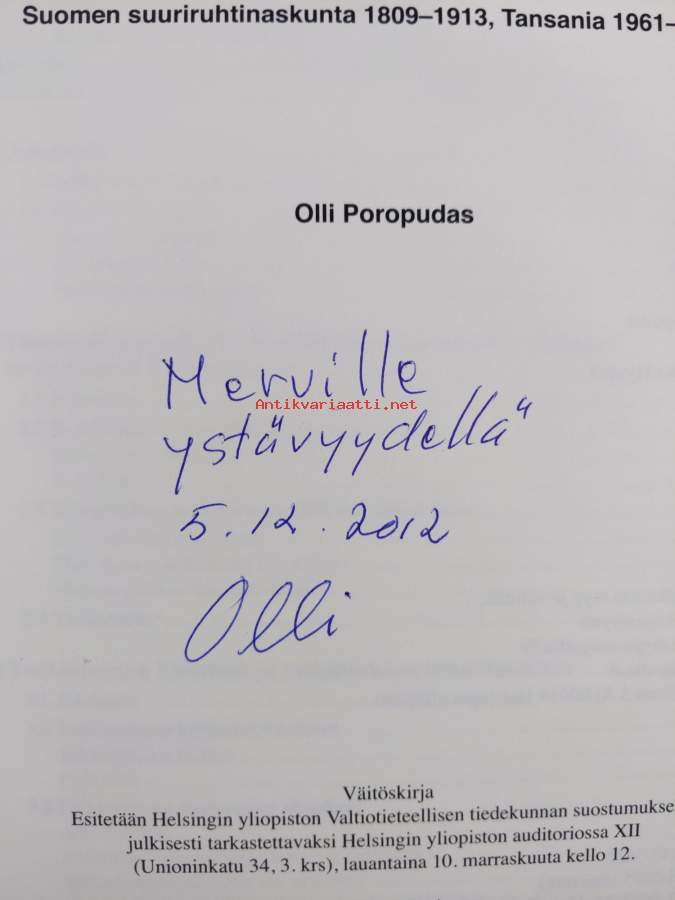 Suomen suuriruhtinaskunta 1809–1913, Tansania 1961–
Olli Poropudas
Merville
Antikvariaatti.net
ystävyydellä
5.12.2012
Olli
Väitöskirja
Esitetään Helsingin yliopiston Valtiotieteellisen tiedekunnan suostumukse
julkisesti tarkastettavaksi Helsingin yliopiston auditoriossa XII
(Unioninkatu 34, 3. krs), lauantaina 10. marraskuuta kello 12.